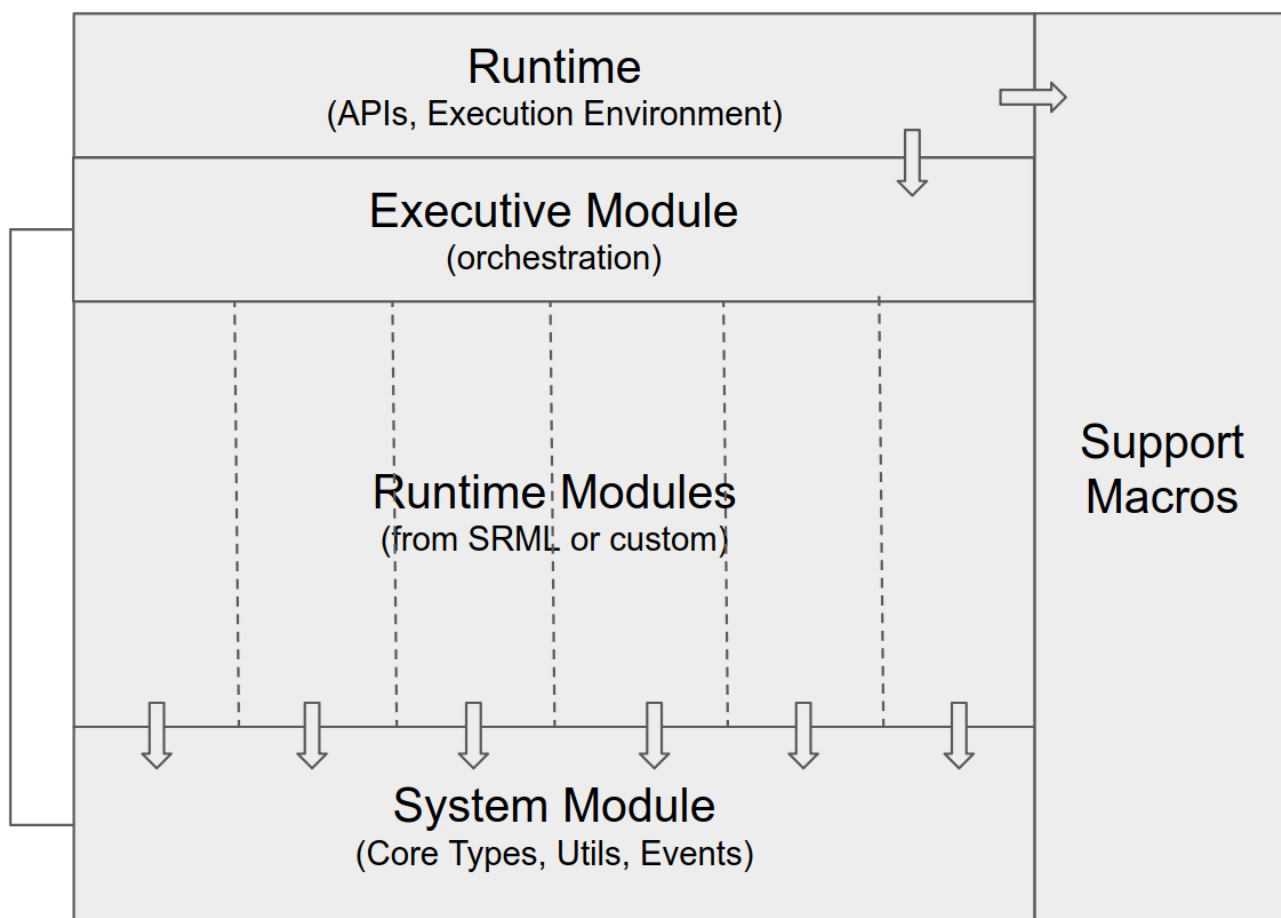 Runtime
(APIs, Execution Environment)
Executive Module
(orchestration)
Runtime Modules
(from SRML or custom)
System Module
(Core Types, Utils, Events)
Support
Macros